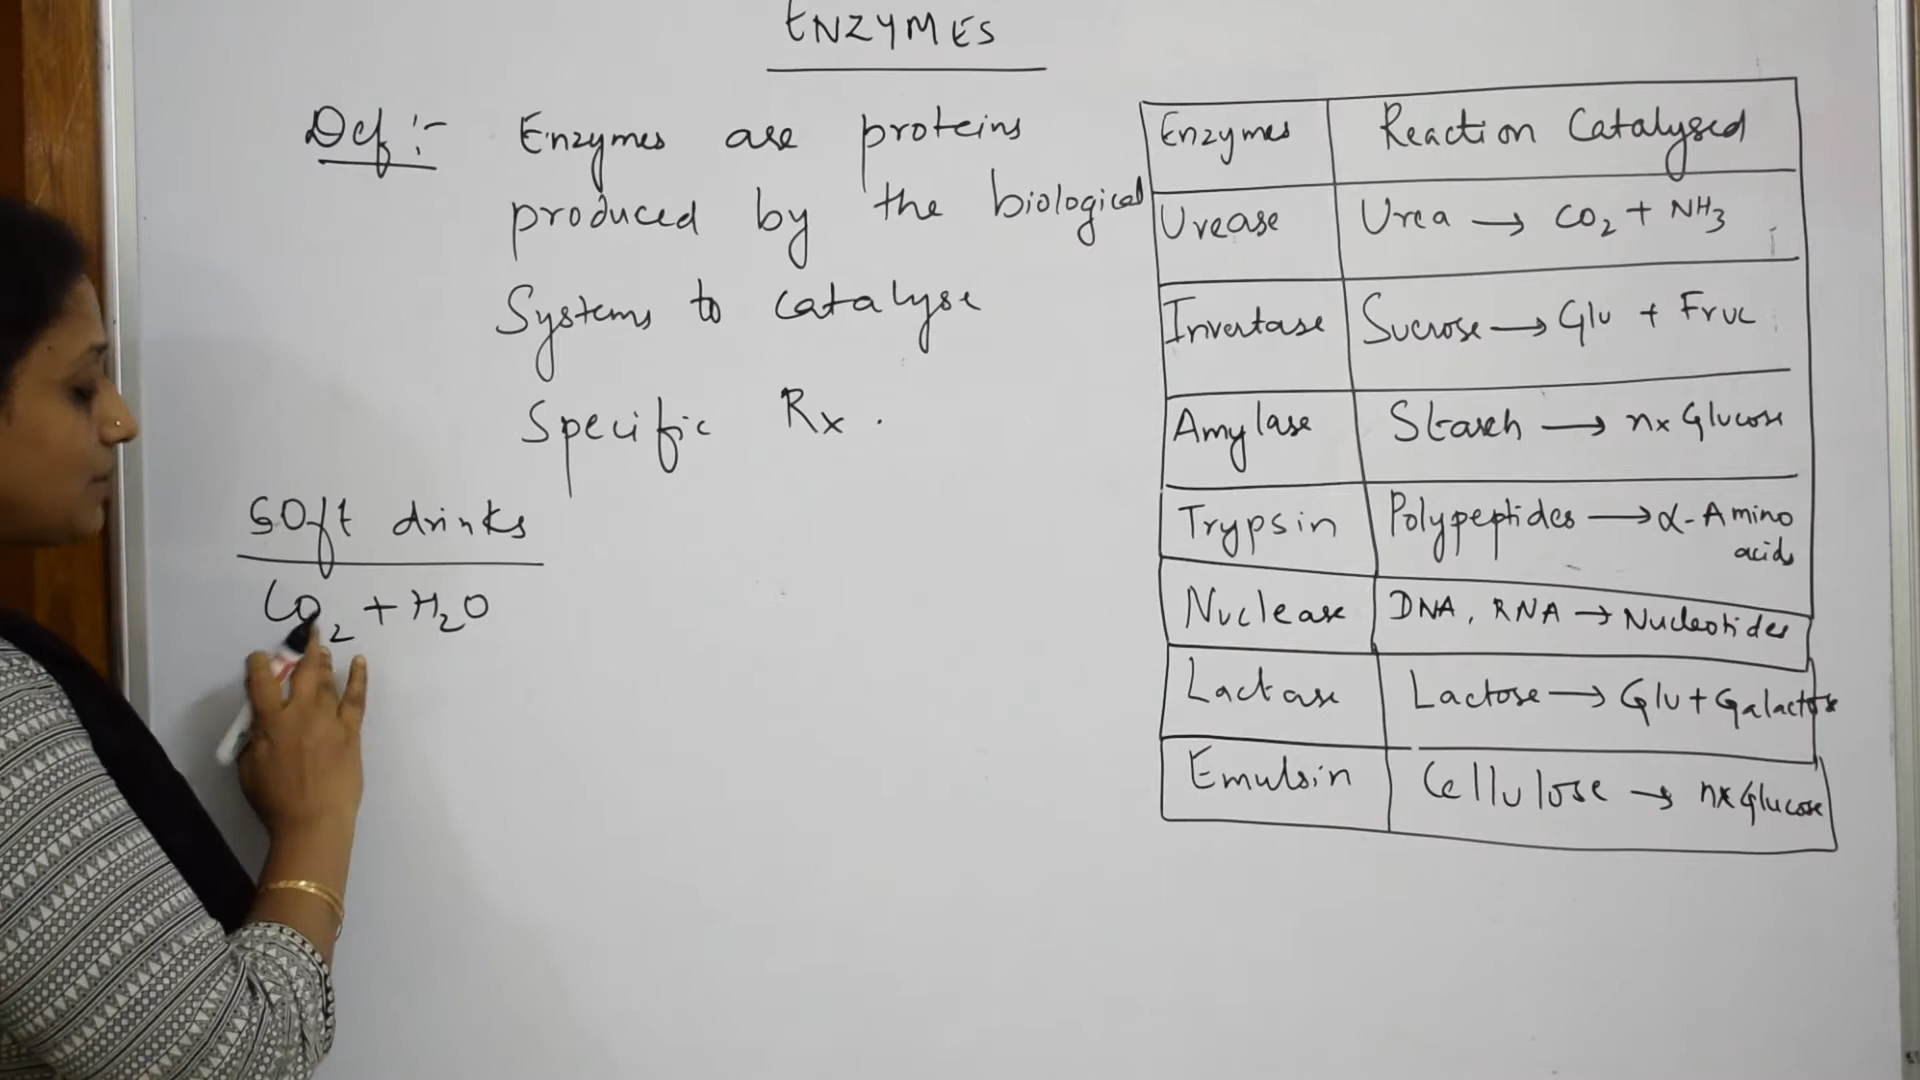 ENZYMES
Def :- Enzymes are proteins
produced by the biological
Systems to catalyse
Specific Rx .
Soft drinks
CO2 + H2O
Enzymes Reaction Catalysed
Urease Urea → CO2 + NH3
Invertase Sucrose → Glu + Fruc
Amylase Starch → nx Glucose
Trypsin Polypeptides → α-Amino
acids
Nuclease DNA, RNA → Nucleotides
Lactase Lactose → Glu + Galactose
Emulsin Cellulose → nx Glucose